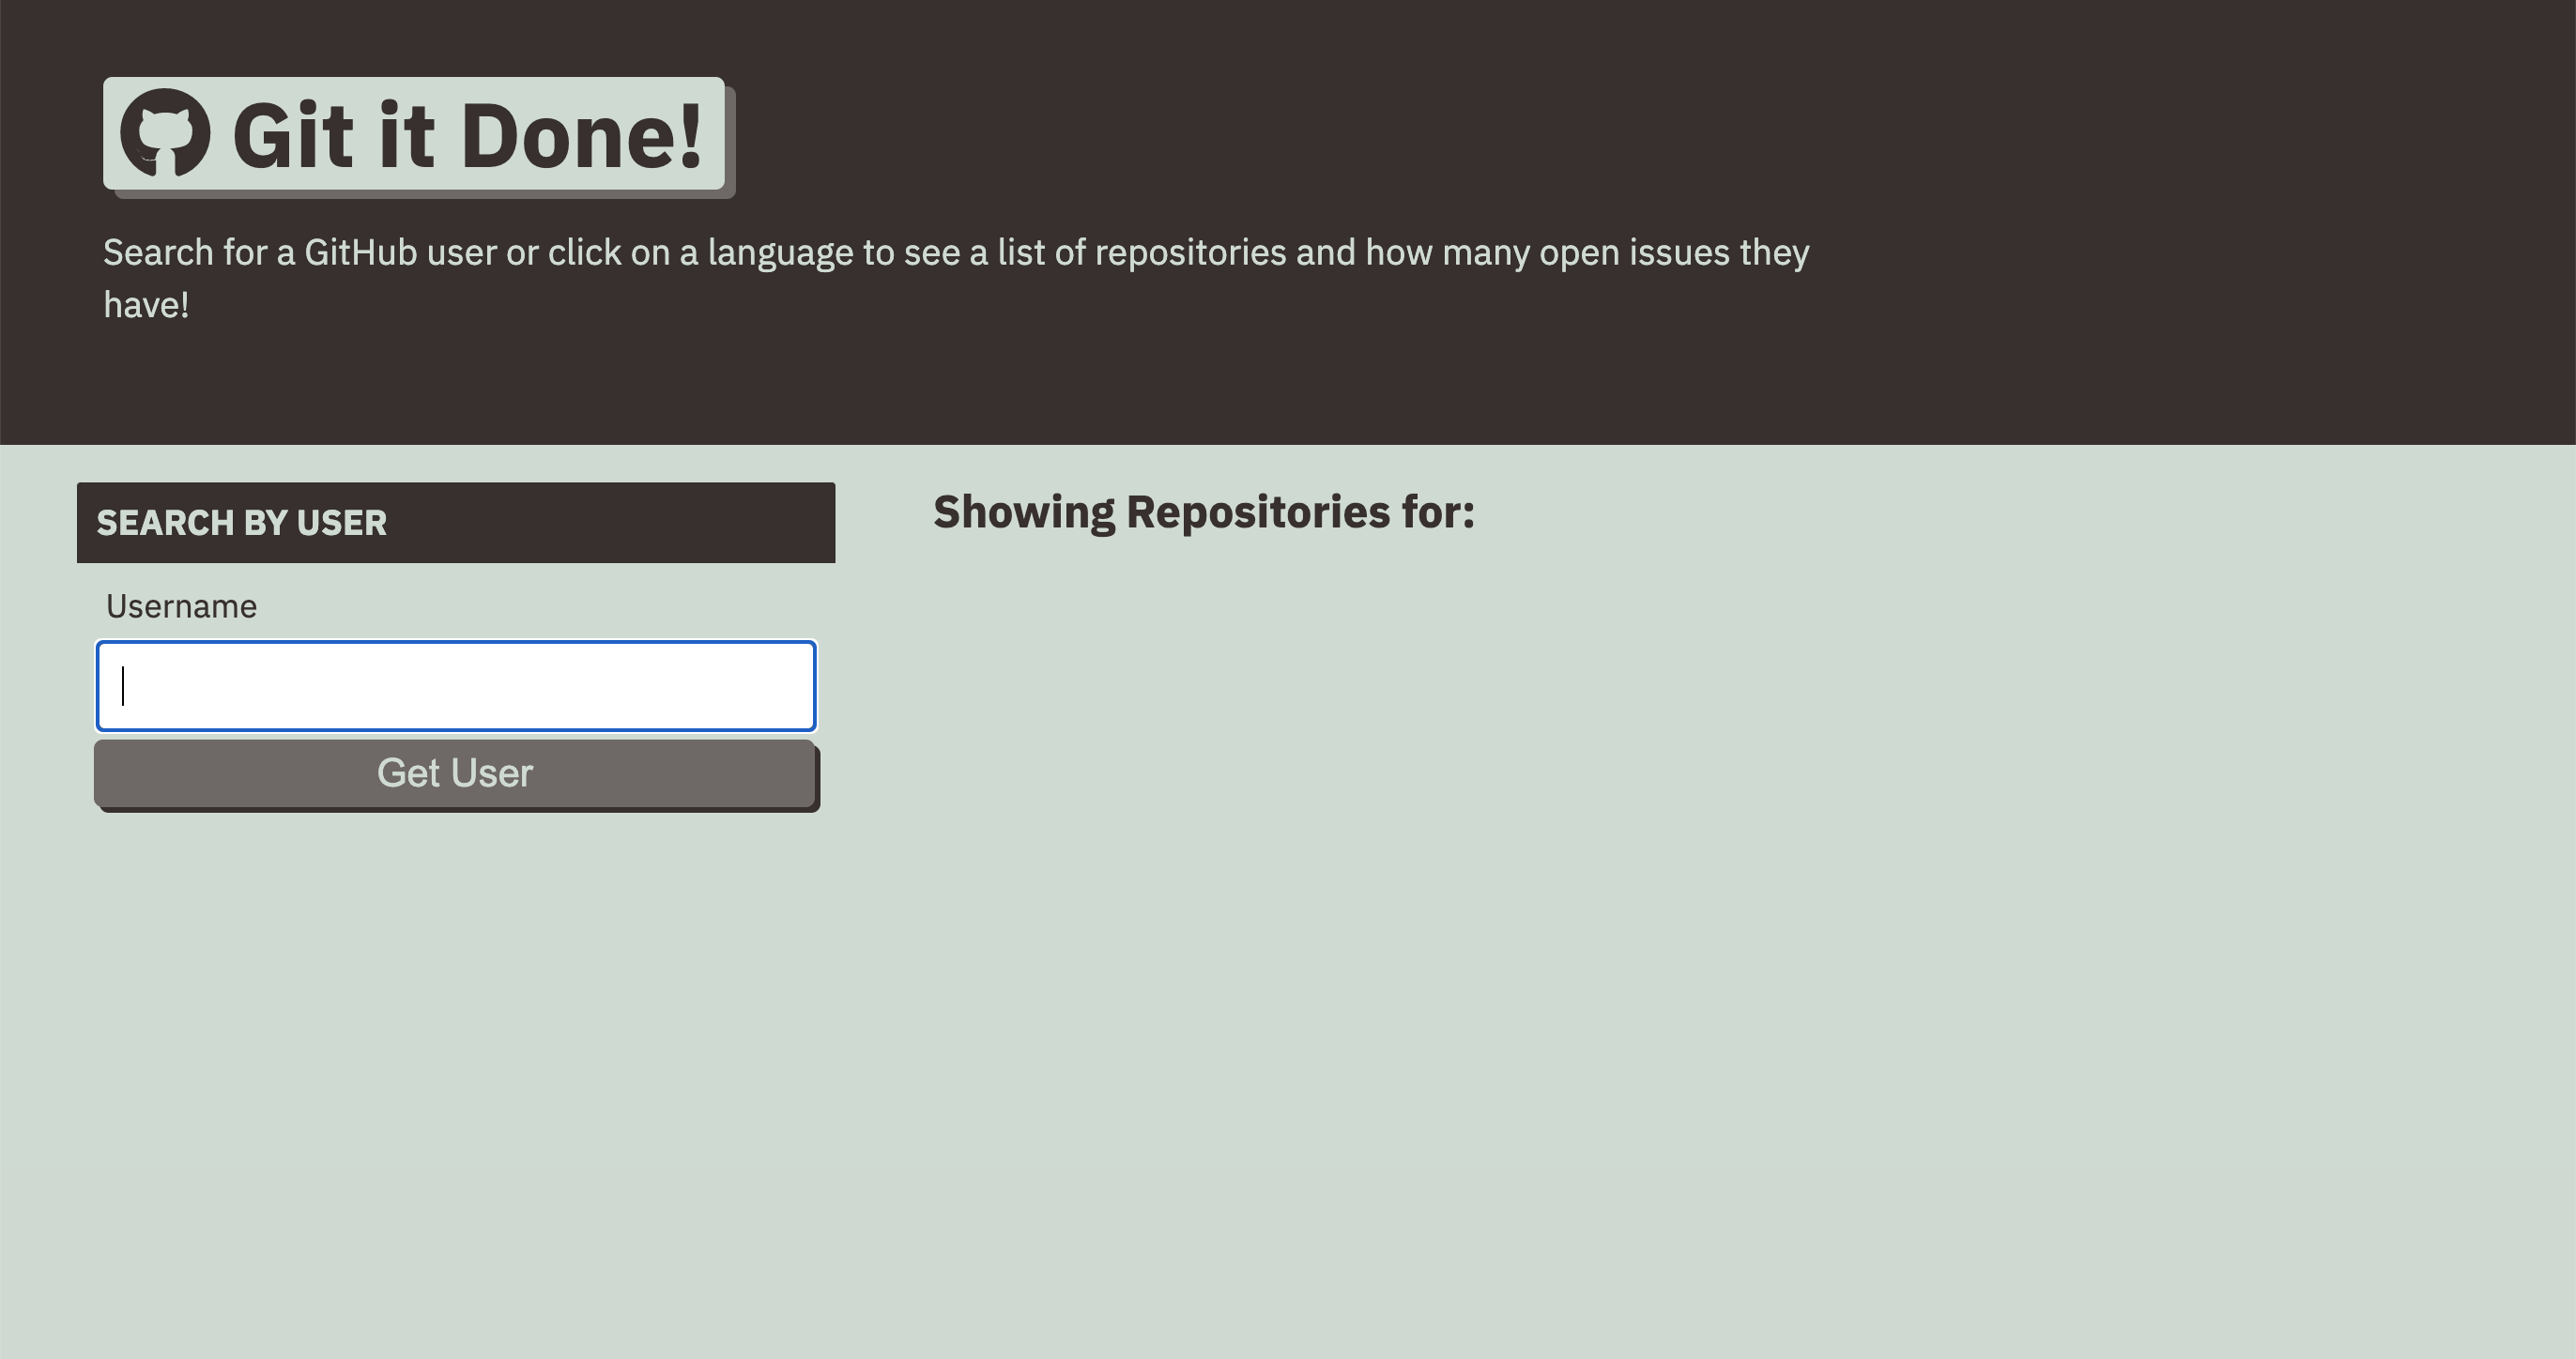 Git it Done!
Search for a GitHub user or click on a language to see a list of repositories and how many open issues they
have!
SEARCH BY USER
Username
Get User
Showing Repositories for: